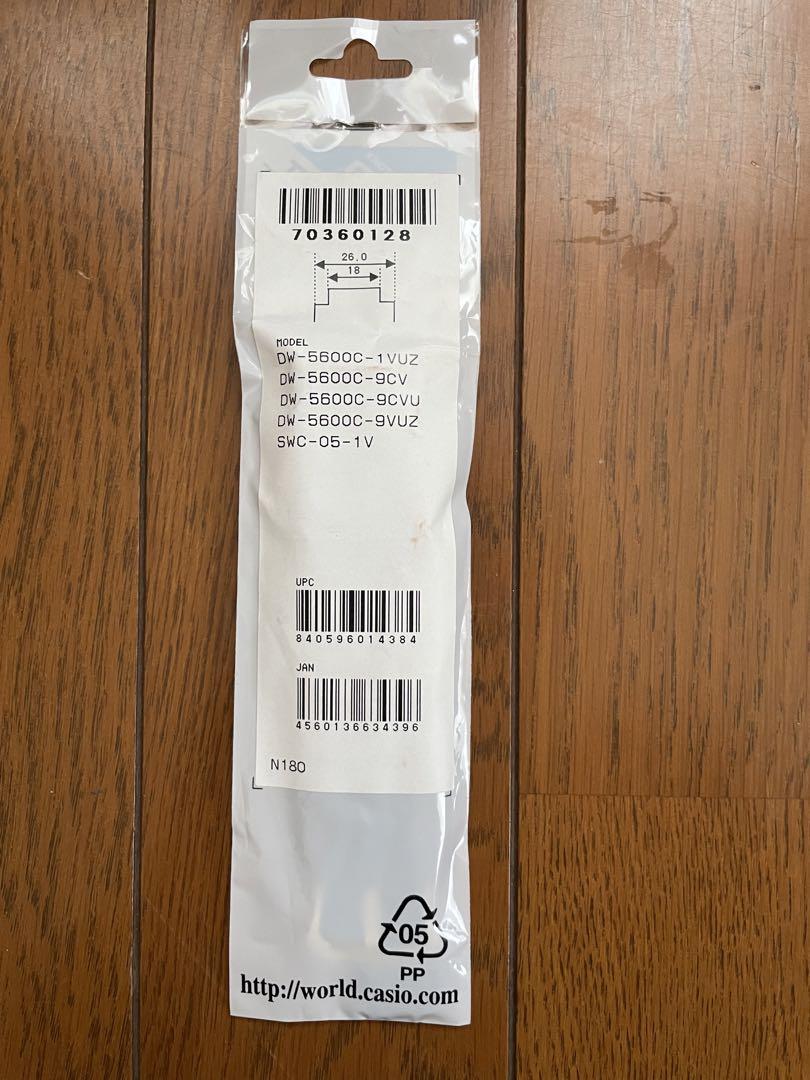 70360128
26.0
18
MODEL
DW-5600C-1VUZ
DW-5600C-9CV
DW-5600C-9CVU
DW-5600C-9VUZ
SWC-05-1V
UPC
840596014384
JAN
4560136634396
N180
05
PP
http://world.casio.com